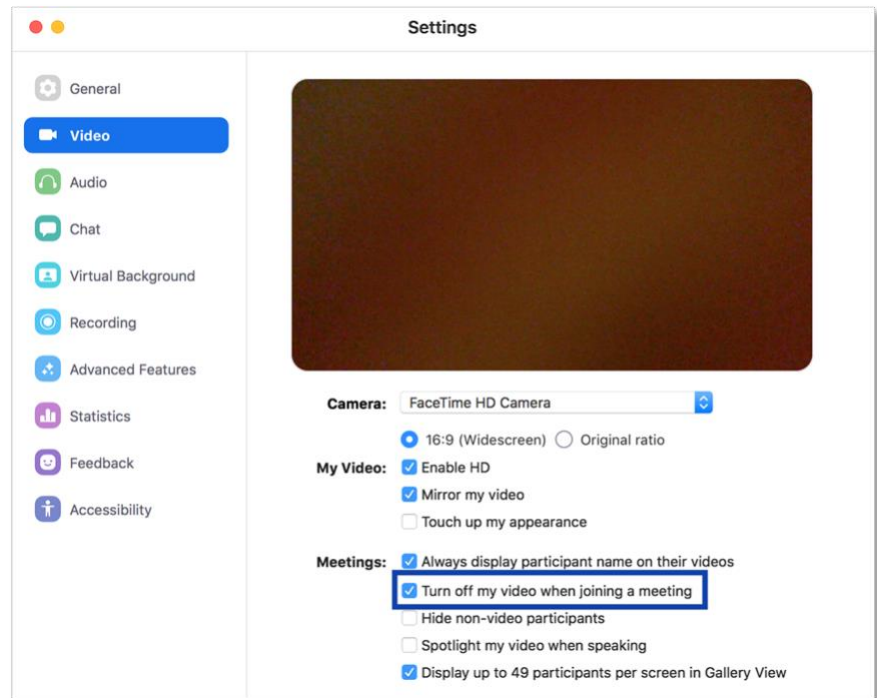 Settings
General
Video
Audio
Chat
Virtual Background
Recording
Advanced Features
Statistics
Feedback
Accessibility
Camera: FaceTime HD Camera
16:9 (Widescreen) Original ratio
My Video: Enable HD
Mirror my video
Touch up my appearance
Meetings: Always display participant name on their videos
Turn off my video when joining a meeting
Hide non-video participants
Spotlight my video when speaking
Display up to 49 participants per screen in Gallery View